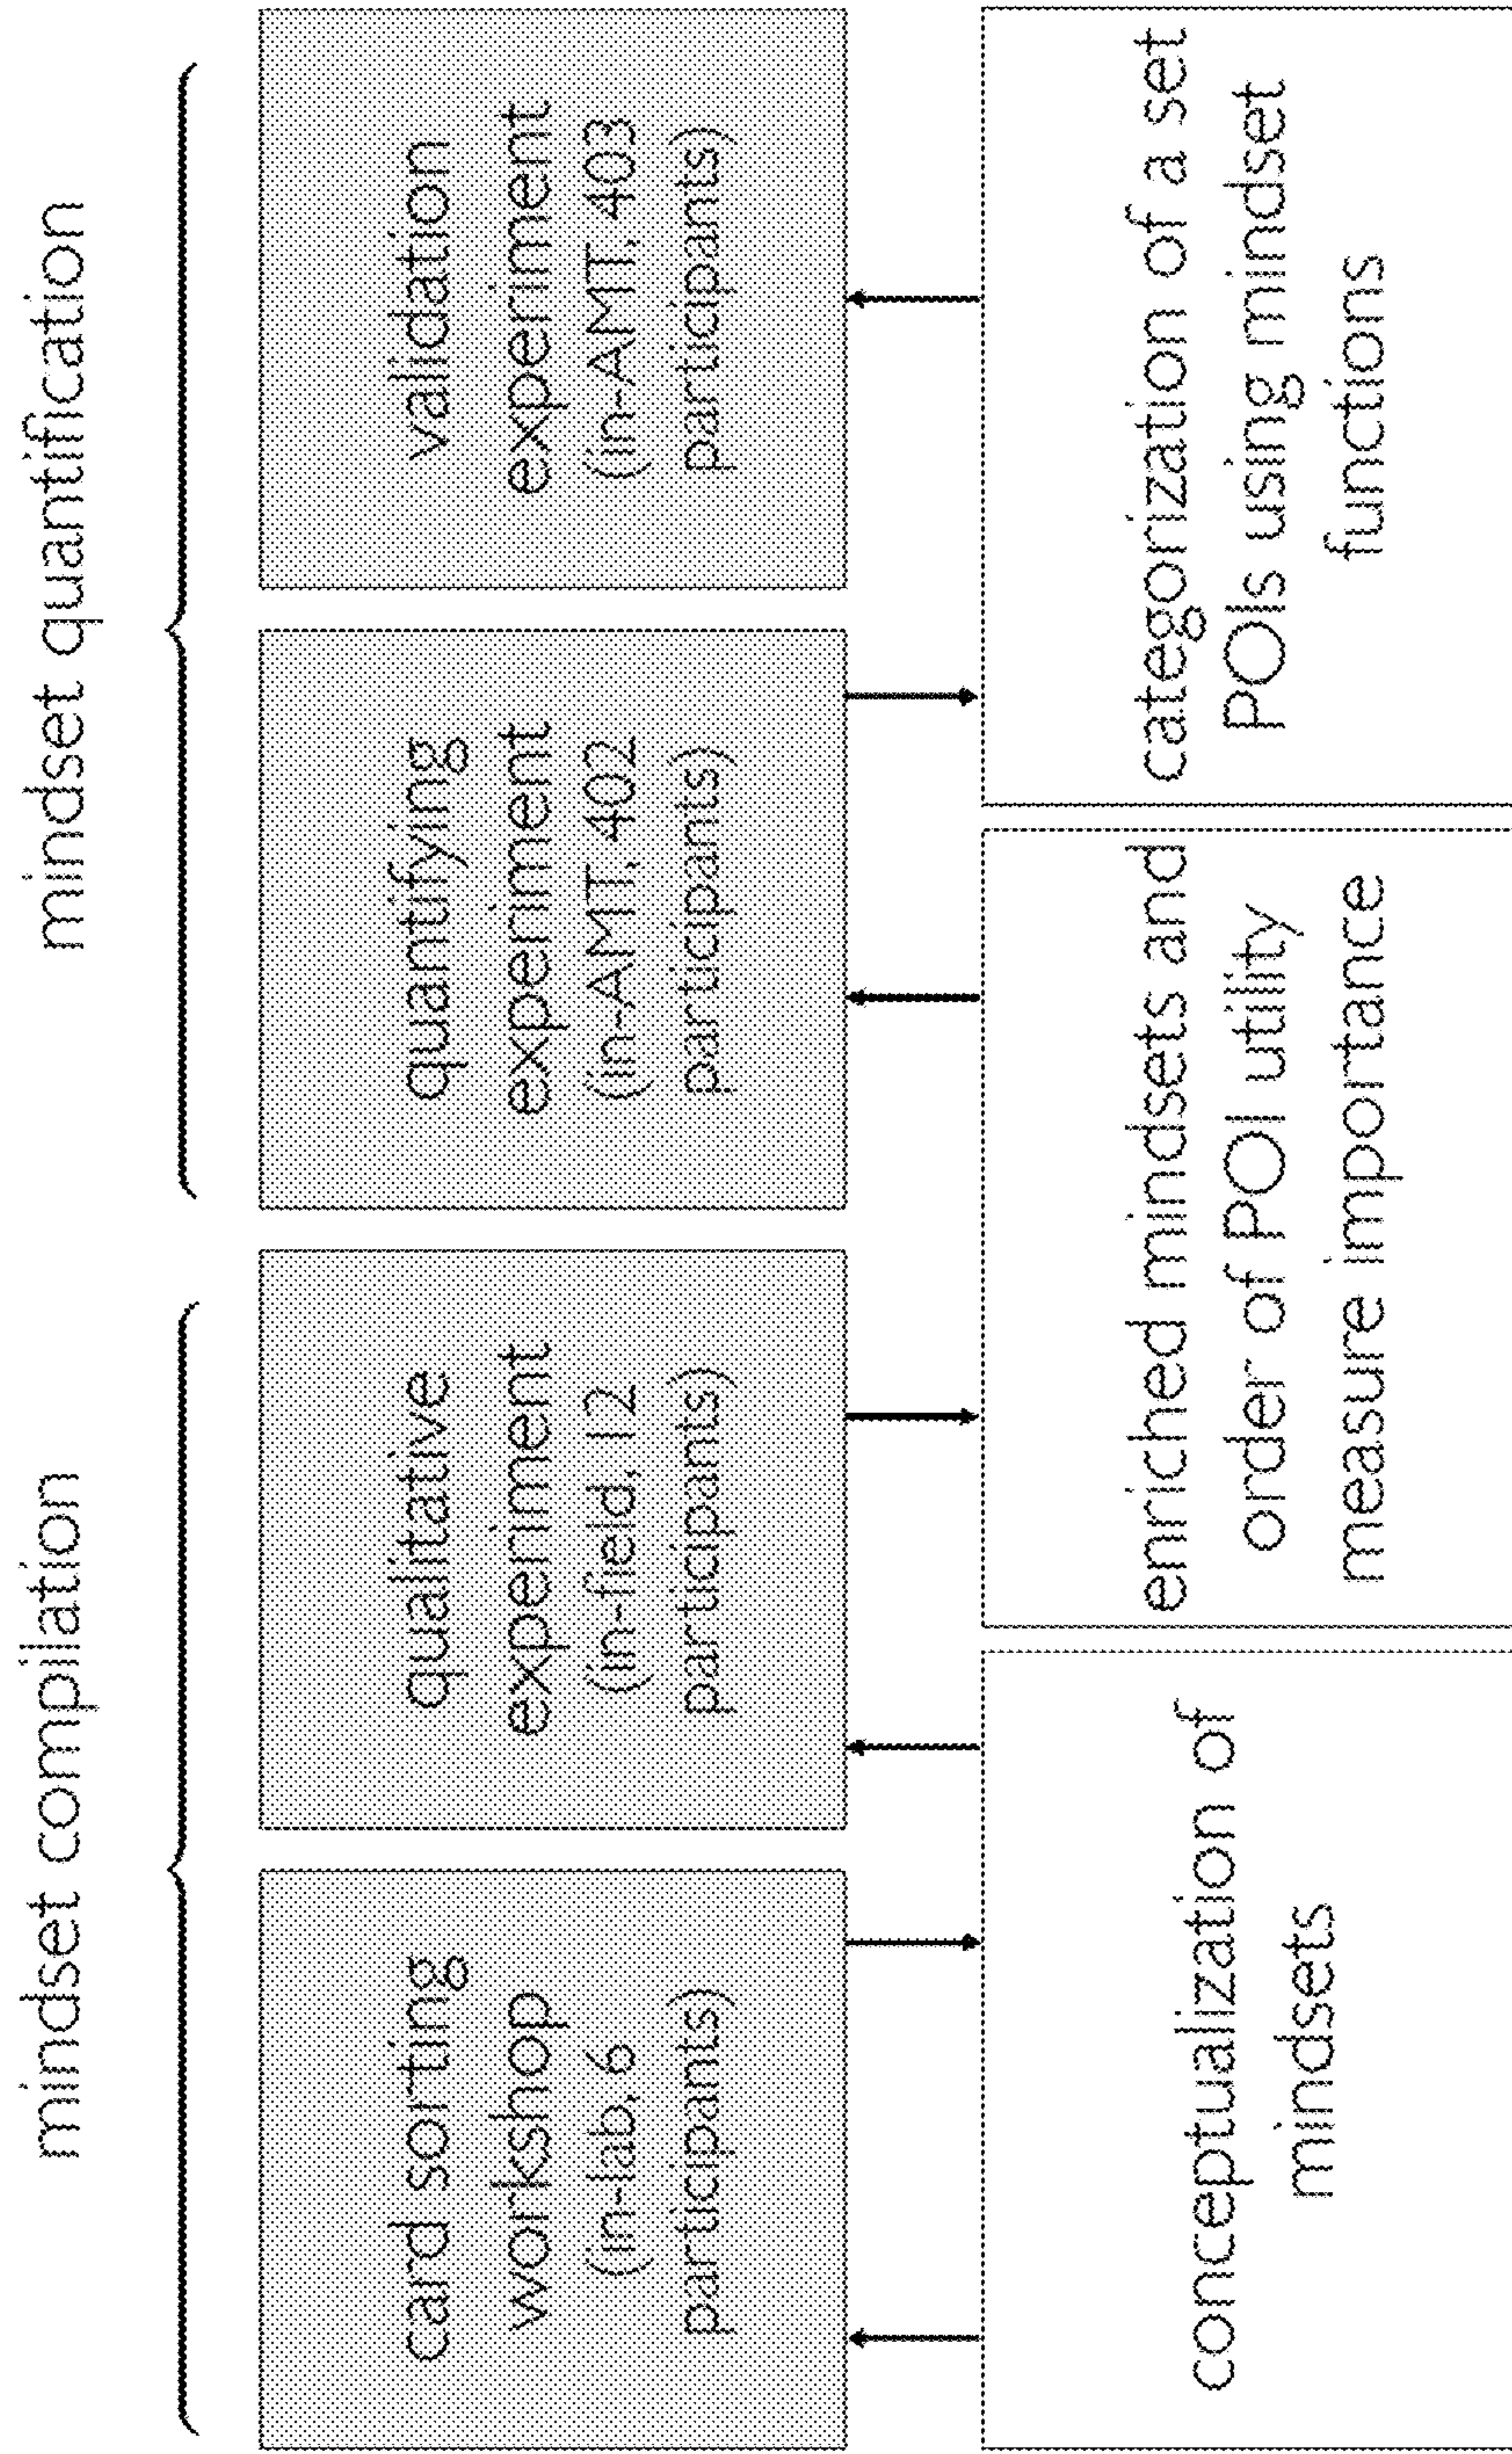 mindset compilation
mindset quantification
card sorting
workshop
(in-lab, 6
participants)
qualitative
experiment
(in-field, 12
participants)
quantifying
experiment
(in-AMT, 402
participants)
validation
experiment
(in-AMT, 403
participants)
conceptualization of
mindsets
enriched mindsets and
order of POI utility
measure importance
categorization of a set
POIs using mindset
functions